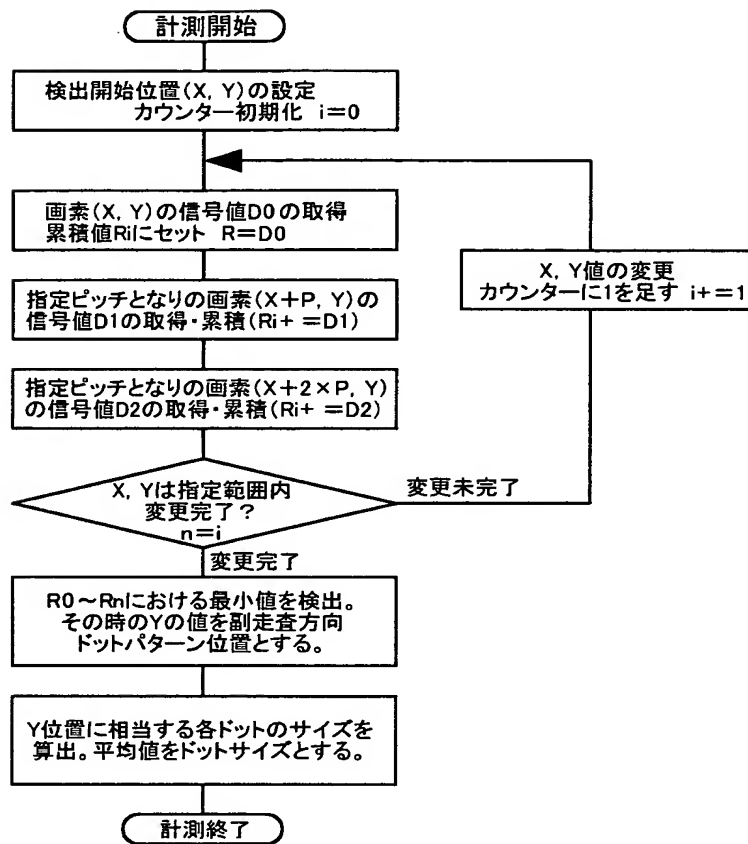 計測開始
検出開始位置(X, Y)の設定
カウンター初期化 i=0
画素(X, Y)の信号値D0の取得
累積値Riにセット R=D0
指定ピッチとなりの画素(X+P, Y)の
信号値D1の取得・累積(Ri+ =D1)
指定ピッチとなりの画素(X+2×P, Y)
の信号値D2の取得・累積(Ri+ =D2)
X, Y値の変更
カウンターに1を足す i+=1
X, Yは指定範囲内
変更完了?
n=i
変更未完了
変更完了
R0~Rnにおける最小値を検出。
その時のYの値を副走査方向
ドットパターン位置とする。
Y位置に相当する各ドットのサイズを
算出。平均値をドットサイズとする。
計測終了